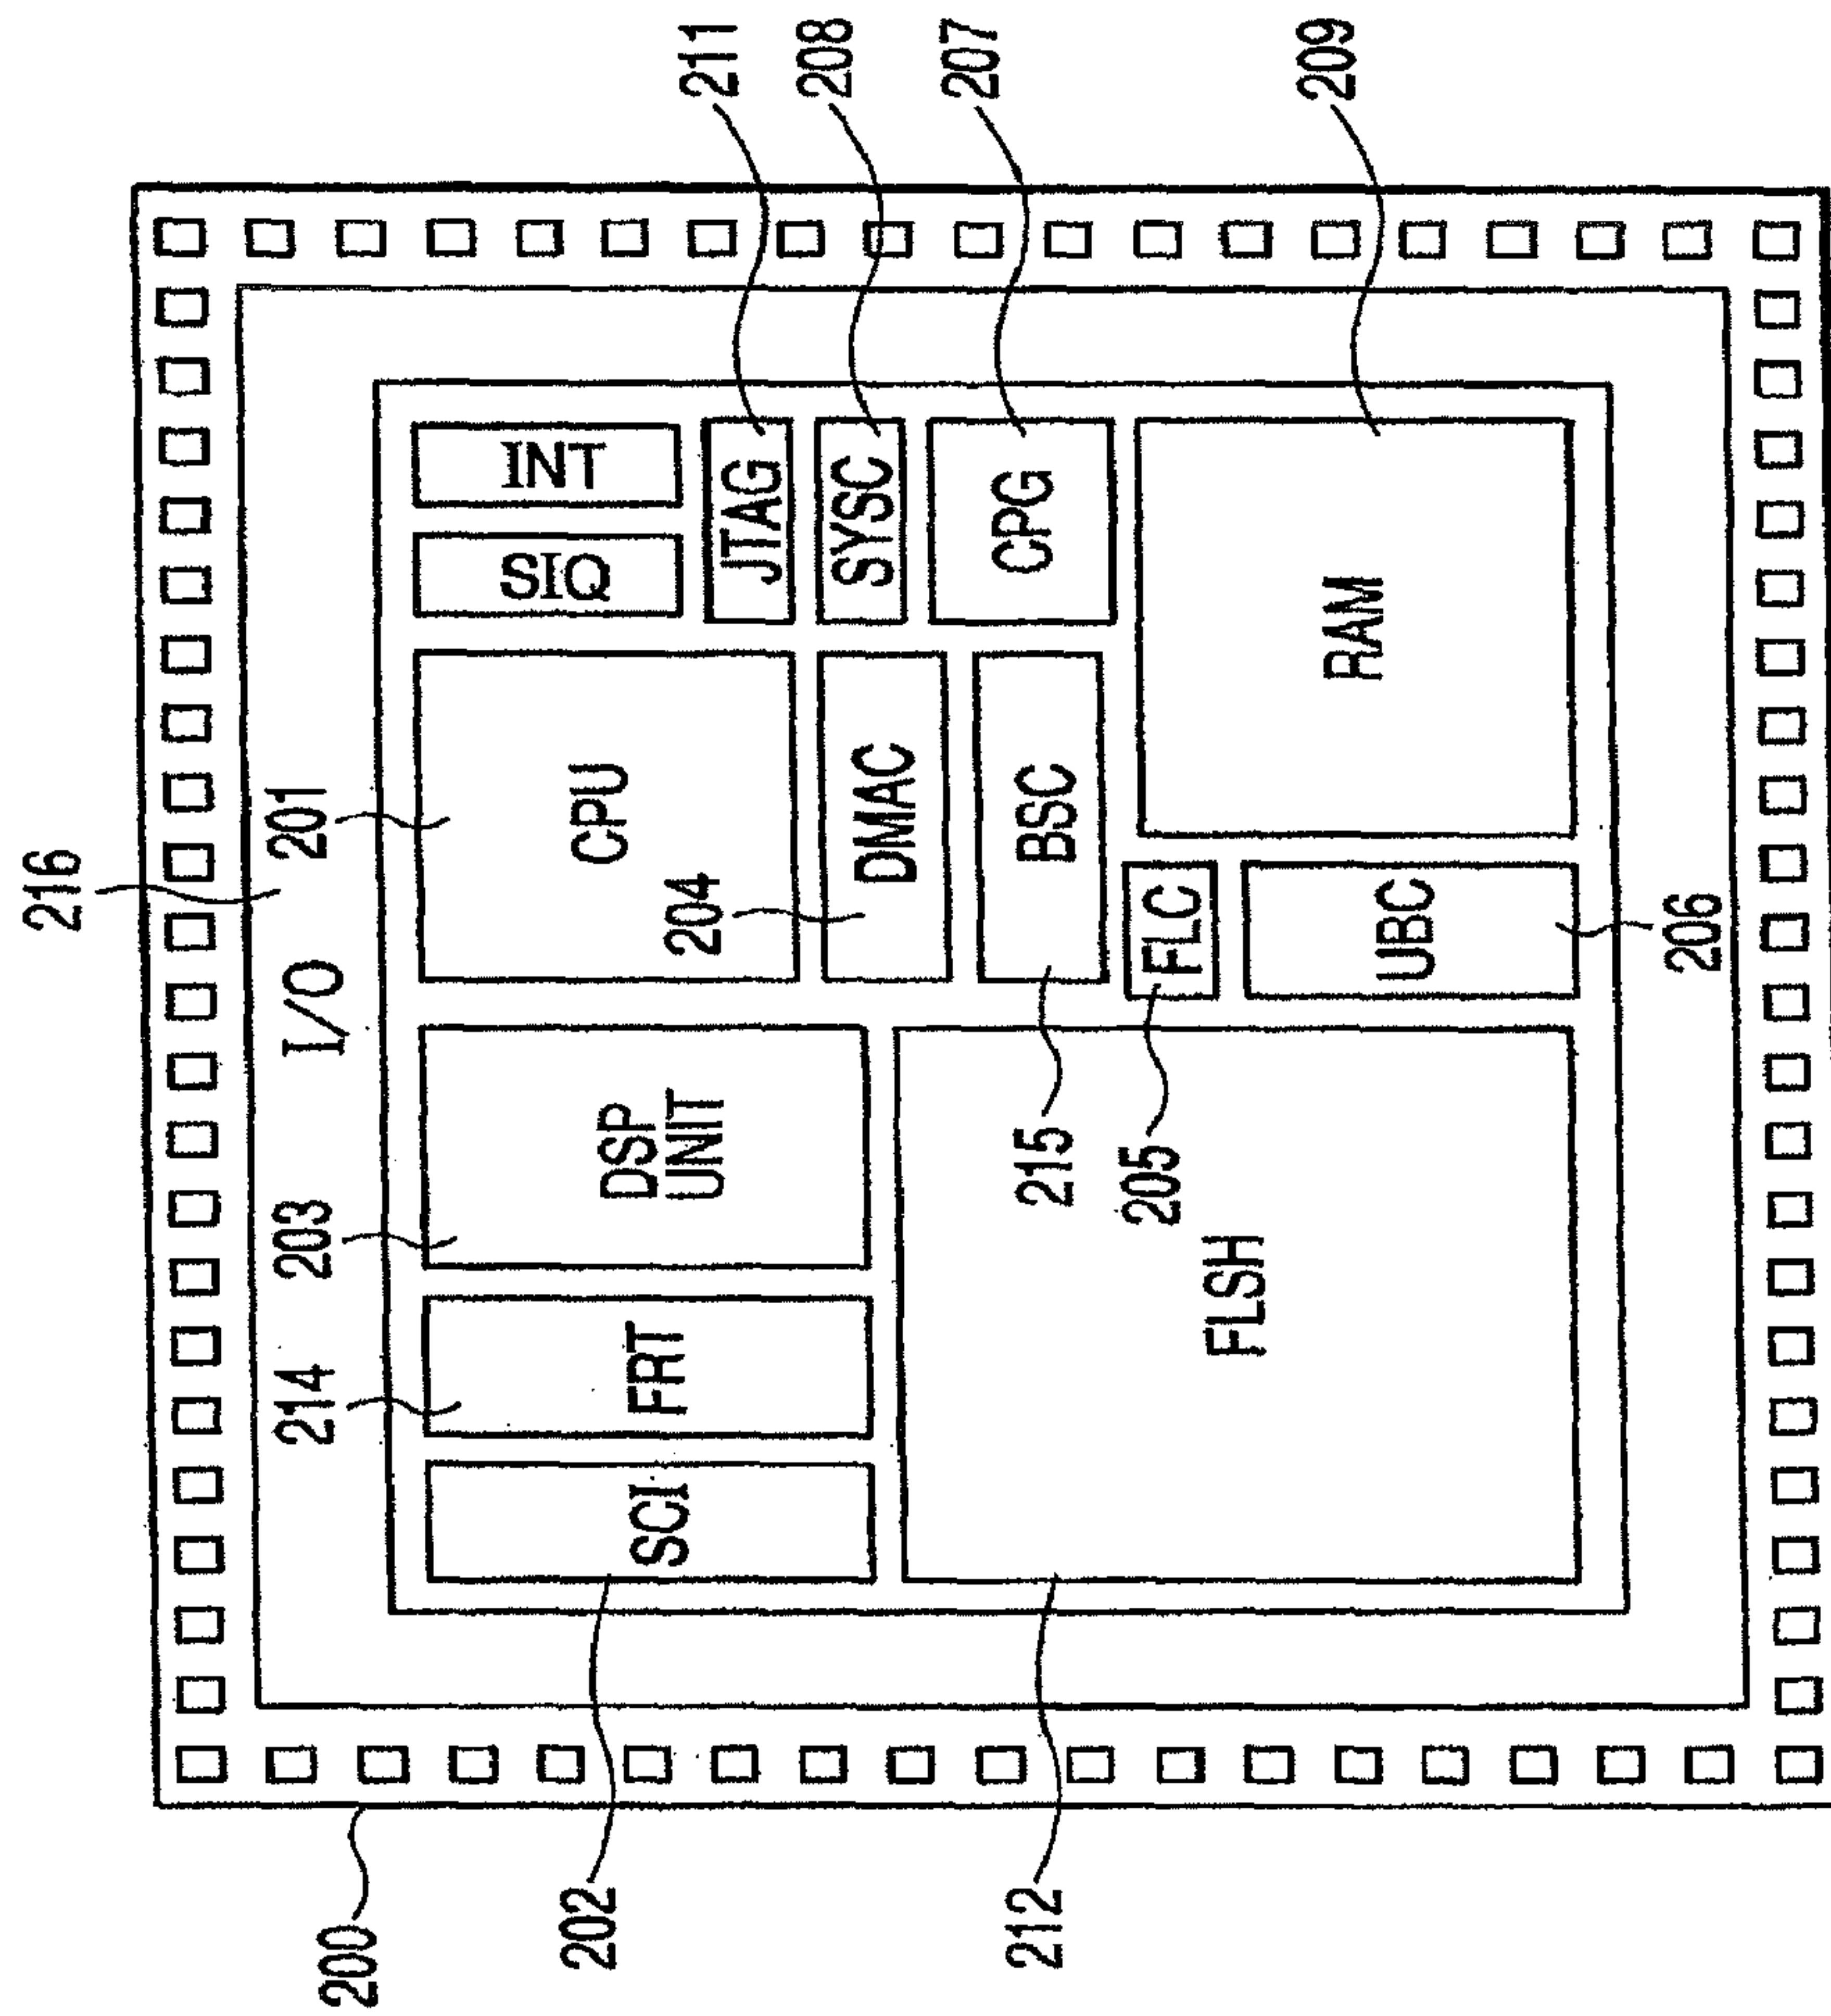 216
I/O
214
203
201
SCI
FRT
DSP
UNIT
CPU
SIQ
INT
204
JTAG
211
DMAC
SYSC
208
BSC
CPG
207
215
205
FLC
FLSH
UBC
RAM
209
206
200
202
212